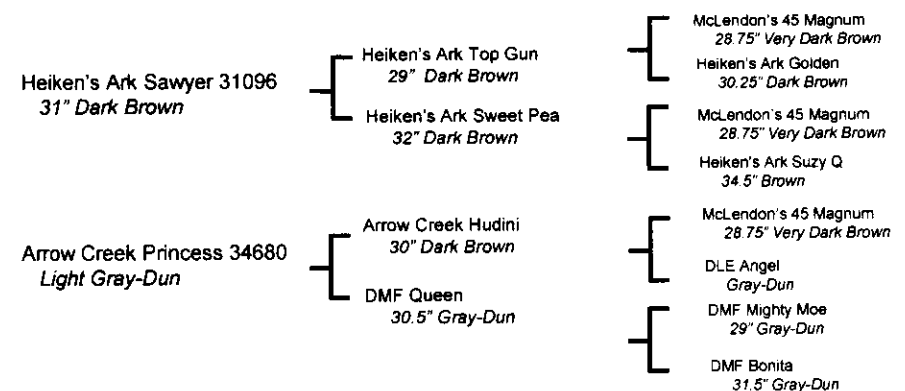 Heiken's Ark Sawyer 31096
31" Dark Brown
Heiken's Ark Top Gun
29" Dark Brown
Heiken's Ark Sweet Pea
32" Dark Brown
McLendon's 45 Magnum
28.75" Very Dark Brown
Heiken's Ark Golden
30.25" Dark Brown
McLendon's 45 Magnum
28.75" Very Dark Brown
Heiken's Ark Suzy Q
34.5" Brown
Arrow Creek Princess 34680
Light Gray-Dun
Arrow Creek Hudini
30" Dark Brown
DMF Queen
30.5" Gray-Dun
McLendon's 45 Magnum
28.75" Very Dark Brown
DLE Angel
Gray-Dun
DMF Mighty Moe
29" Gray-Dun
DMF Bonita
31.5" Gray-Dun